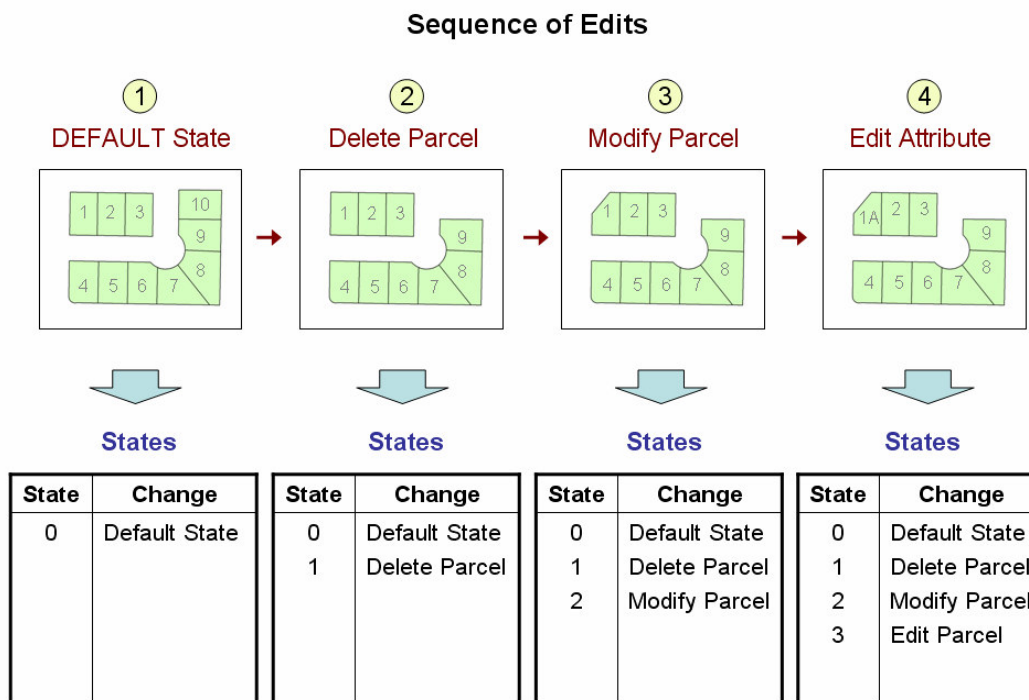 Sequence of Edits
1 2 3 4
DEFAULT State Delete Parcel Modify Parcel Edit Attribute
1 2 3 10 9 8 4 5 6 7
1 2 3 9 8 4 5 6 7
1 2 3 9 8 4 5 6 7
1A 2 3 9 8 4 5 6 7
States States States States
State Change State Change State Change State Change
0 Default State 0 Default State 0 Default State 0 Default State
1 Delete Parcel 1 Delete Parcel 1 Delete Parcel
2 Modify Parcel 2 Modify Parcel
3 Edit Parcel